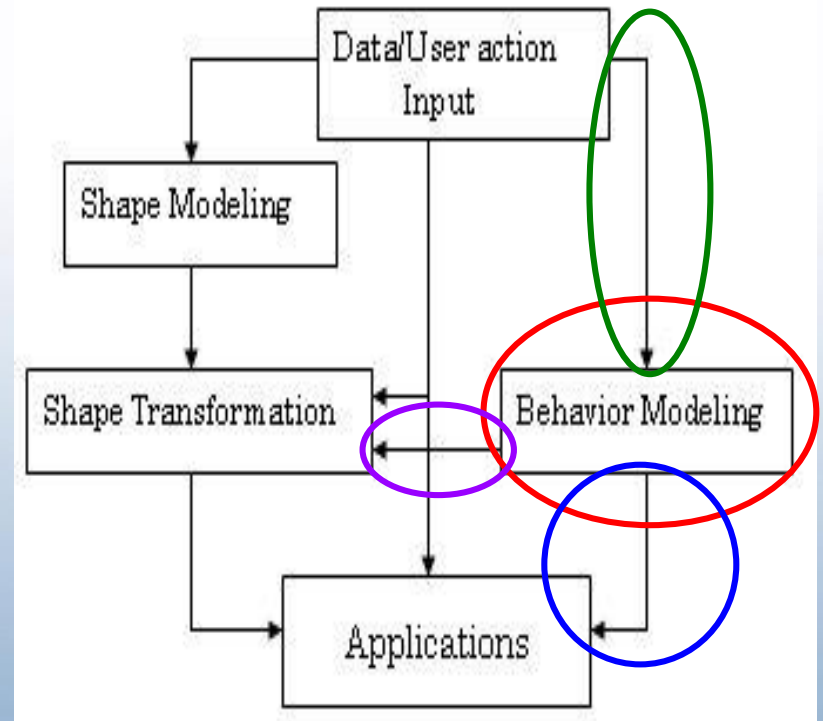 Data/User action
Input
Shape Modeling
Shape Transformation
Behavior Modeling
Applications